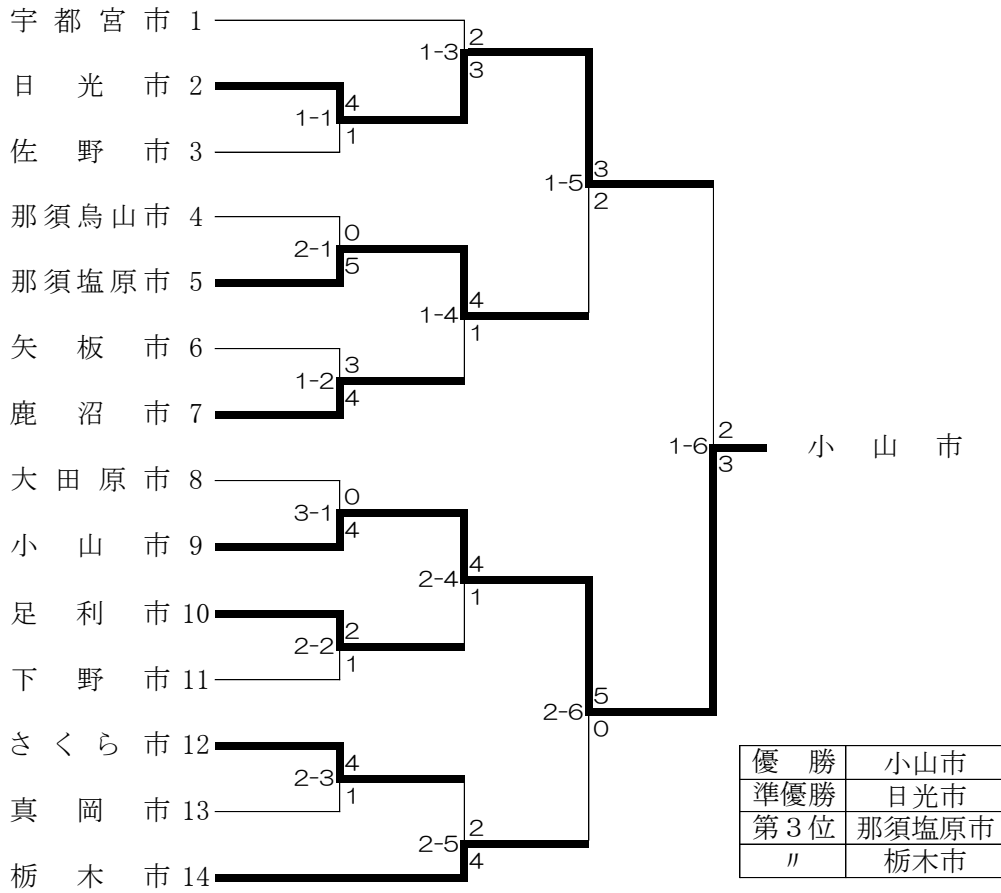 宇都宮市 1
2
1-3
3
日光市 2
4
1-1
1
佐野市 3
3
1-5
2
那須烏山市 4
0
2-1
5
那須塩原市 5
4
1-4
1
矢板市 6
3
1-2
4
鹿沼市 7
2
1-6
3
小山市
大田原市 8
0
3-1
4
小山市 9
4
2-4
1
足利市 10
2
2-2
1
下野市 11
5
2-6
0
さくら市 12
4
2-3
1
真岡市 13
2
2-5
4
栃木市 14
優勝 小山市
準優勝 日光市
第3位 那須塩原市
〃 栃木市